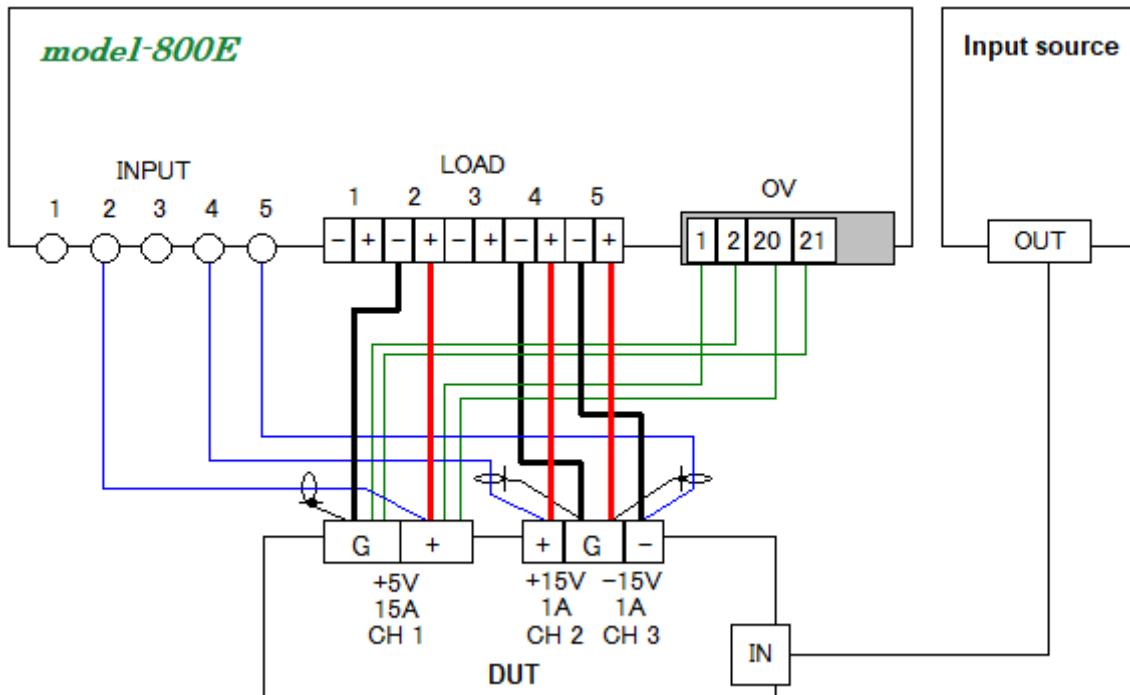 model-800E
Input source
INPUT
LOAD
OV
1 2 3 4 5
1 2 3 4 5
- + - + - + - + - +
1 2 20 21
OUT
G +
+ G -
+5V
15A
CH 1
+15V
1A
CH 2
-15V
1A
CH 3
IN
DUT